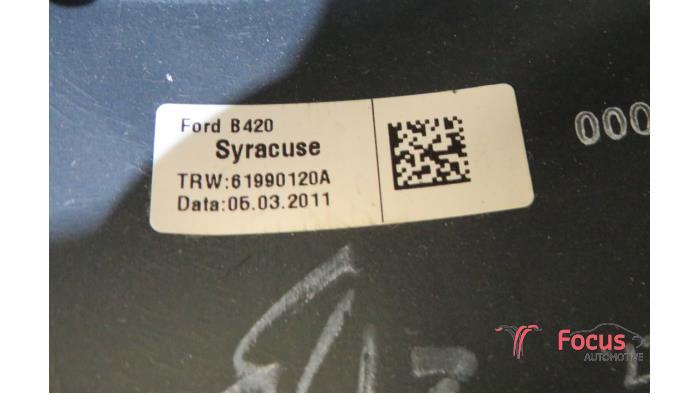 Ford B420
Syracuse
TRW:61990120A
Data:05.03.2011
000
Focus
AUTOMOTIVE